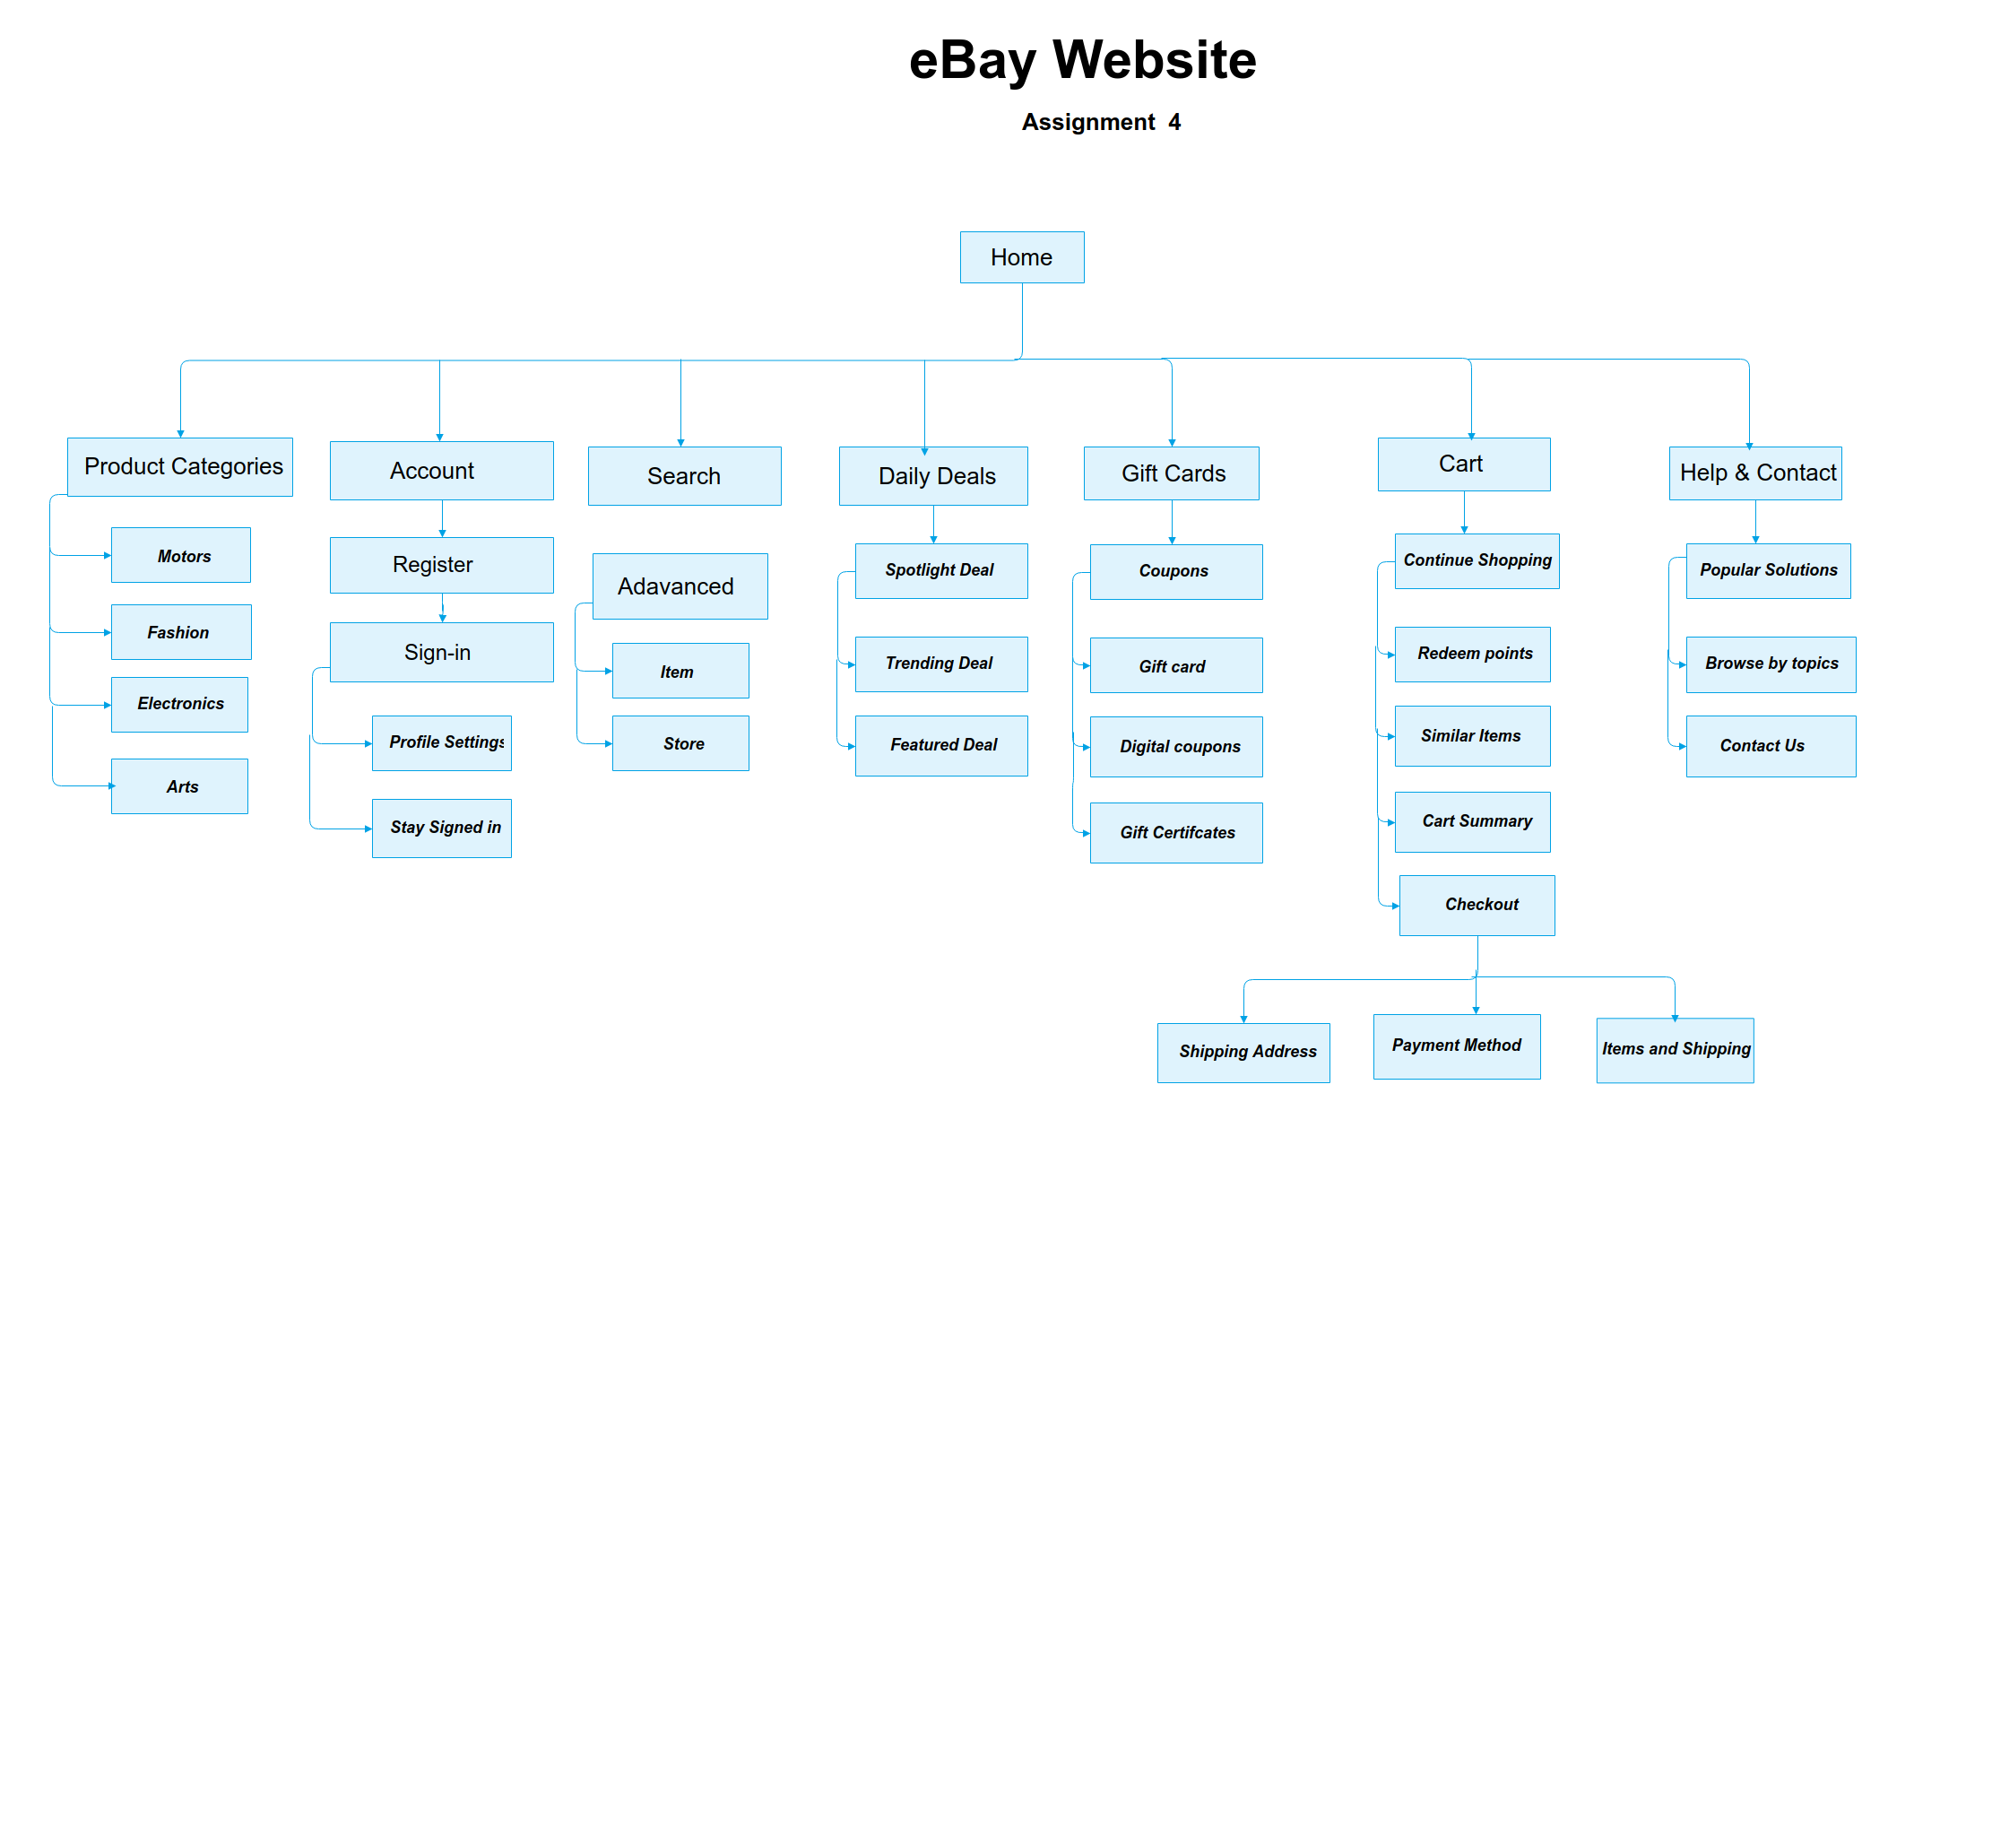 eBay Website
Assignment 4
Home
Product Categories
Motors
Fashion
Electronics
Arts
Account
Register
Sign-in
Profile Settings
Stay Signed in
Search
Adavanced
Item
Store
Daily Deals
Spotlight Deal
Trending Deal
Featured Deal
Gift Cards
Coupons
Gift card
Digital coupons
Gift Certifcates
Cart
Continue Shopping
Redeem points
Similar Items
Cart Summary
Checkout
Shipping Address
Payment Method
Items and Shipping
Help & Contact
Popular Solutions
Browse by topics
Contact Us